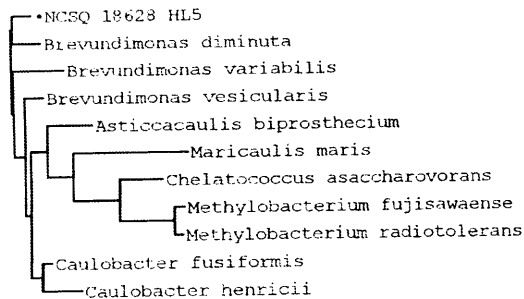 •NCSQ 18628 HL5
Brevundimonas diminuta
Brevundimonas variabilis
Brevundimonas vesicularis
Asticcacaulis biprosthecium
Maricaulis maris
Chelatococcus asaccharovorans
Methylobacterium fujisawaense
Methylobacterium radiotolerans
Caulobacter fusiformis
Caulobacter henricii